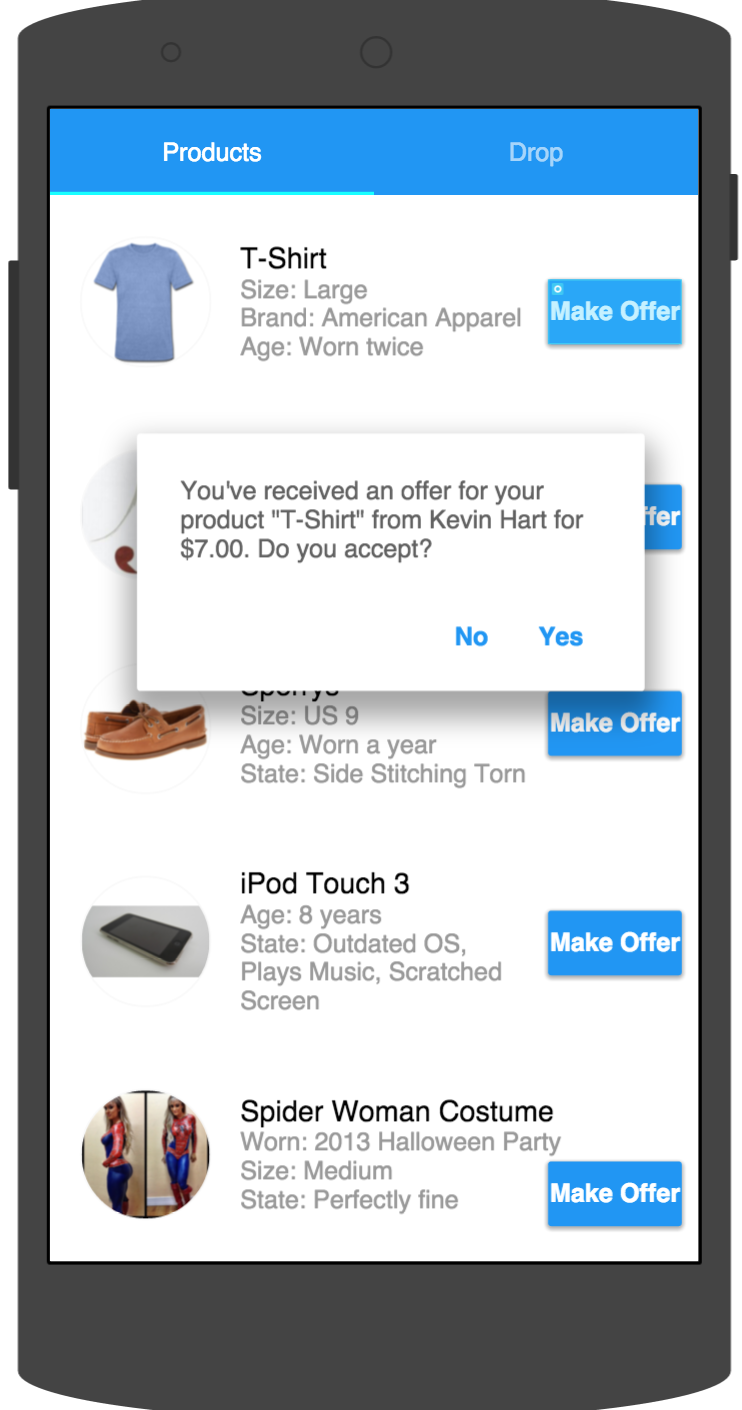 Products
Drop
T-Shirt
Size: Large
Brand: American Apparel
Age: Worn twice
Make Offer
You've received an offer for your
product "T-Shirt" from Kevin Hart for
$7.00. Do you accept?
No
Yes
Size: US 9
Age: Worn a year
State: Side Stitching Torn
Make Offer
iPod Touch 3
Age: 8 years
State: Outdated OS,
Plays Music, Scratched
Screen
Make Offer
Spider Woman Costume
Worn: 2013 Halloween Party
Size: Medium
State: Perfectly fine
Make Offer